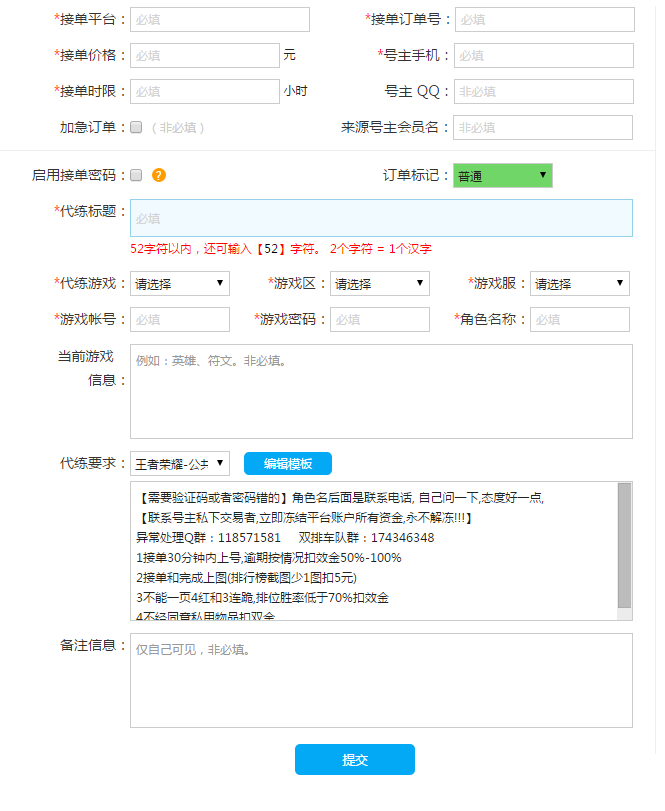 *接单平台： 必填 *接单订单号： 必填
*接单价格： 必填 元 *号主手机： 必填
*接单时限： 必填 小时 号主 QQ： 非必填
加急订单： （非必填） 来源号主会员名： 非必填
启用接单密码： ? 订单标记： 普通
*代练标题： 必填
52字符以内，还可输入【52】字符。 2个字符 = 1个汉字
*代练游戏： 请选择 *游戏区： 请选择 *游戏服： 请选择
*游戏帐号： 必填 *游戏密码： 必填 *角色名称： 必填
当前游戏
信息： 例如：英雄、符文。非必填。
代练要求： 王者荣耀-公共 编辑模板
【需要验证码或者密码错的】角色名后面是联系电话, 自己问一下,态度好一点,
【联系号主私下交易者,立即冻结平台账户所有资金,永不解冻!!!】
异常处理Q群：118571581 双排车队群：174346348
1接单30分钟内上号,逾期按情况扣效金50%-100%
2接单和完成上图(排行榜截图少1图扣5元)
3不能一页4红和3连跪,排位胜率低于70%扣效金
4不经同意私用物品扣双金
备注信息： 仅自己可见，非必填。
提交